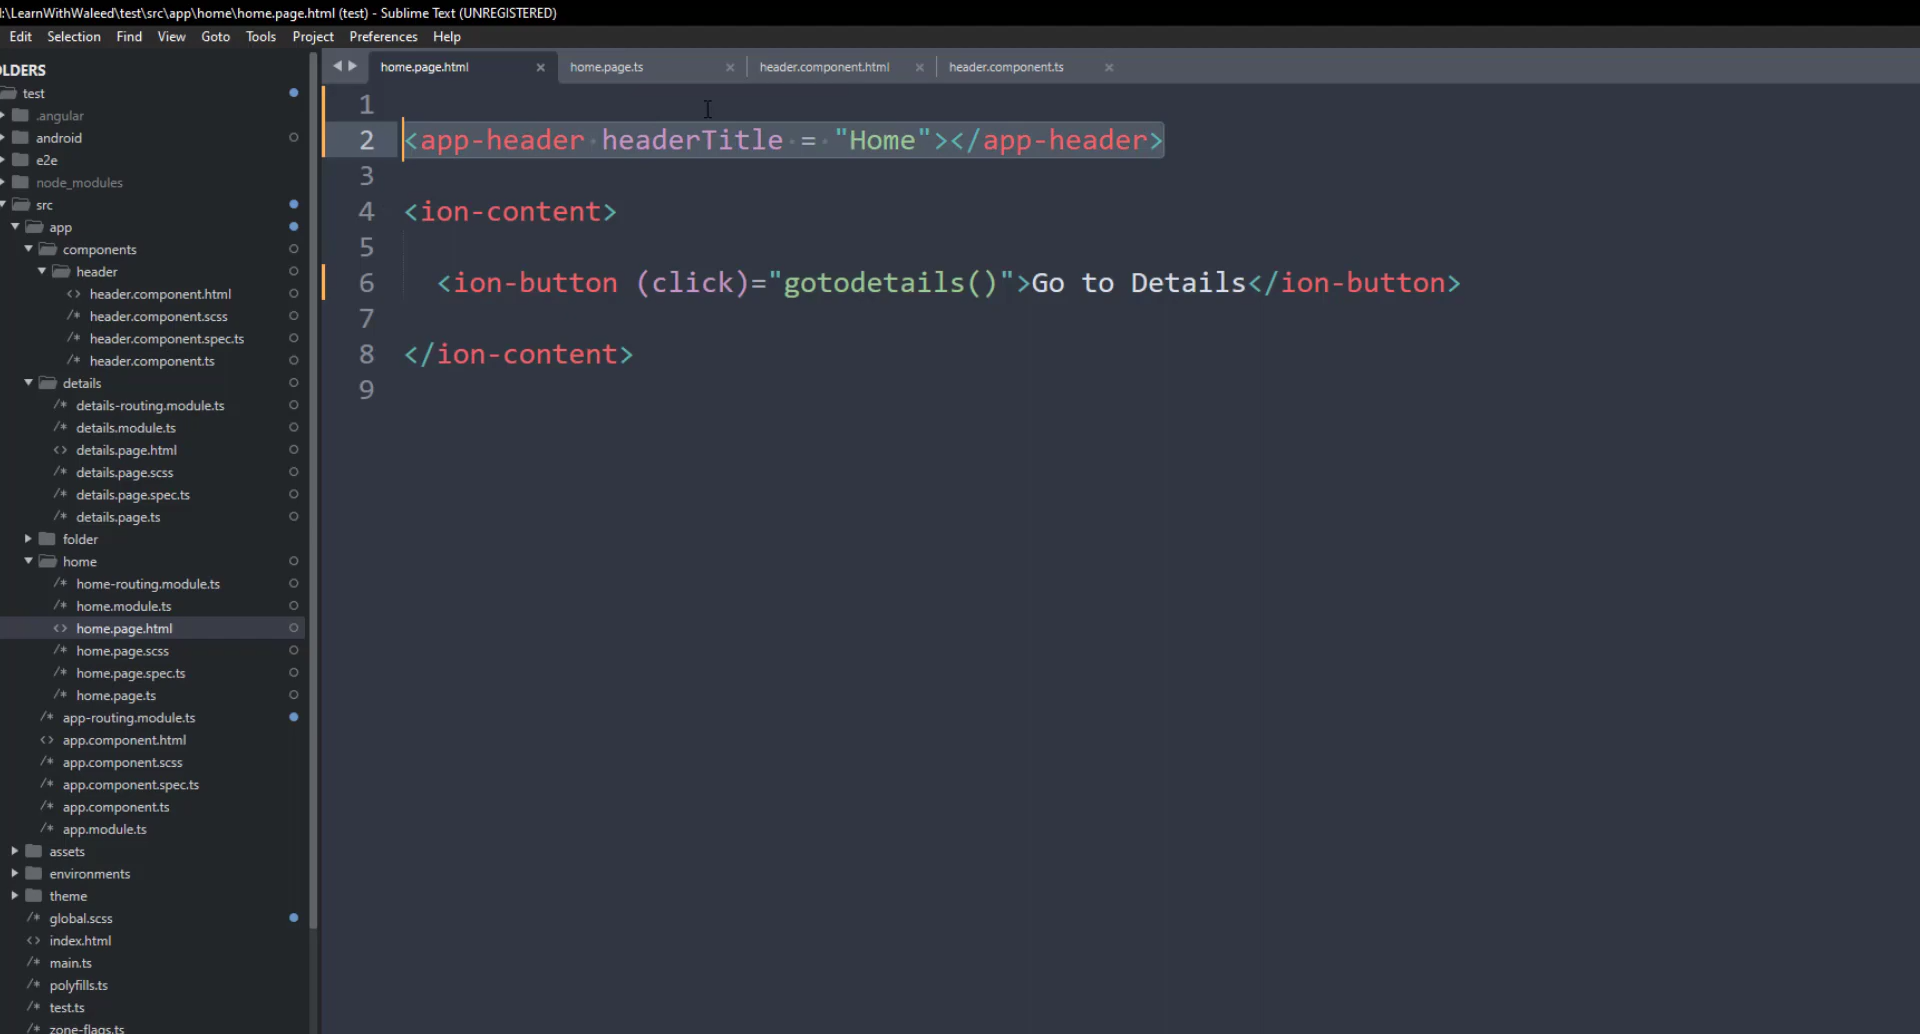 l:\LearnWithWaleed\test\src\app\home\home.page.html (test) - Sublime Text (UNREGISTERED)
Edit Selection Find View Goto Tools Project Preferences Help
OLDERS
test
.angular
android
e2e
node_modules
src
app
components
header
<> header.component.html
/* header.component.scss
/* header.component.spec.ts
/* header.component.ts
details
/* details-routing.module.ts
/* details.module.ts
<> details.page.html
/* details.page.scss
/* details.page.spec.ts
/* details.page.ts
folder
home
/* home-routing.module.ts
/* home.module.ts
<> home.page.html
/* home.page.scss
/* home.page.spec.ts
/* home.page.ts
/* app-routing.module.ts
<> app.component.html
/* app.component.scss
/* app.component.spec.ts
/* app.component.ts
/* app.module.ts
assets
environments
theme
/* global.scss
<> index.html
/* main.ts
/* polyfills.ts
/* test.ts
/* zone-flags.ts
home.page.html × home.page.ts × header.component.html × header.component.ts ×
1
2 <app-header headerTitle = "Home"></app-header>
3
4 <ion-content>
5
6 <ion-button (click)="gotodetails()">Go to Details</ion-button>
7
8 </ion-content>
9